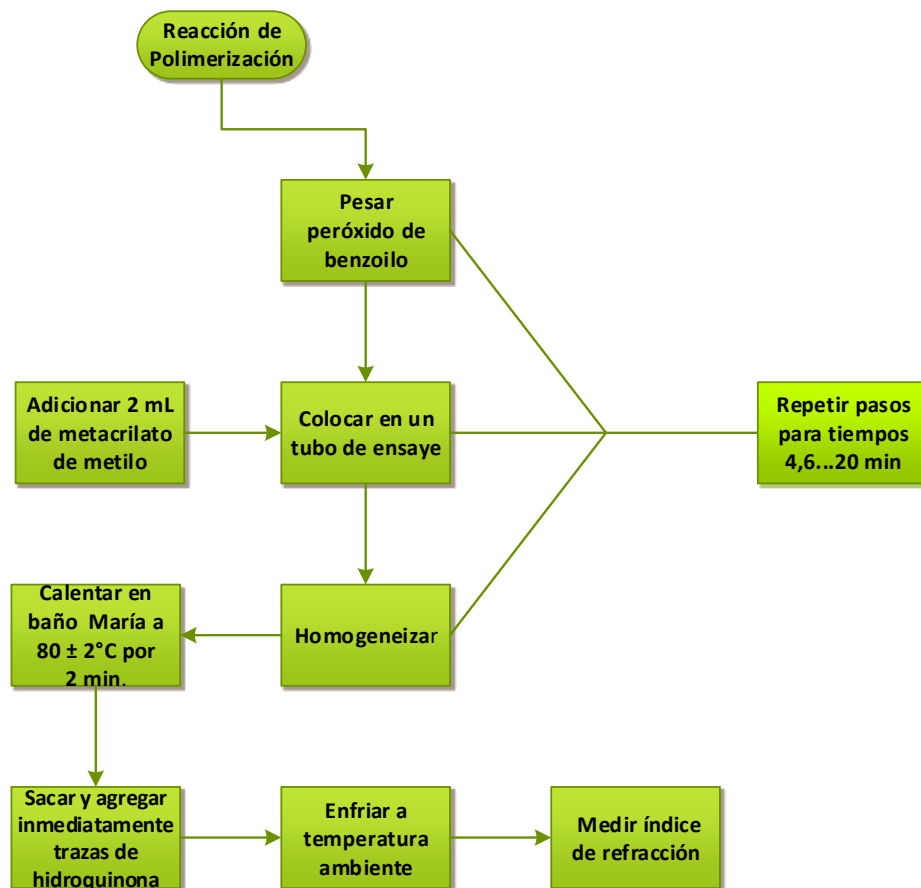 Reacción de
Polimerización
Pesar
peróxido de
benzoilo
Adicionar 2 mL
de metacrilato
de metilo
Colocar en un
tubo de ensaye
Repetir pasos
para tiempos
4,6...20 min
Calentar en
baño María a
80 ± 2°C por
2 min.
Homogeneizar
Sacar y agregar
inmediatamente
trazas de
hidroquinona
Enfriar a
temperatura
ambiente
Medir índice
de refracción